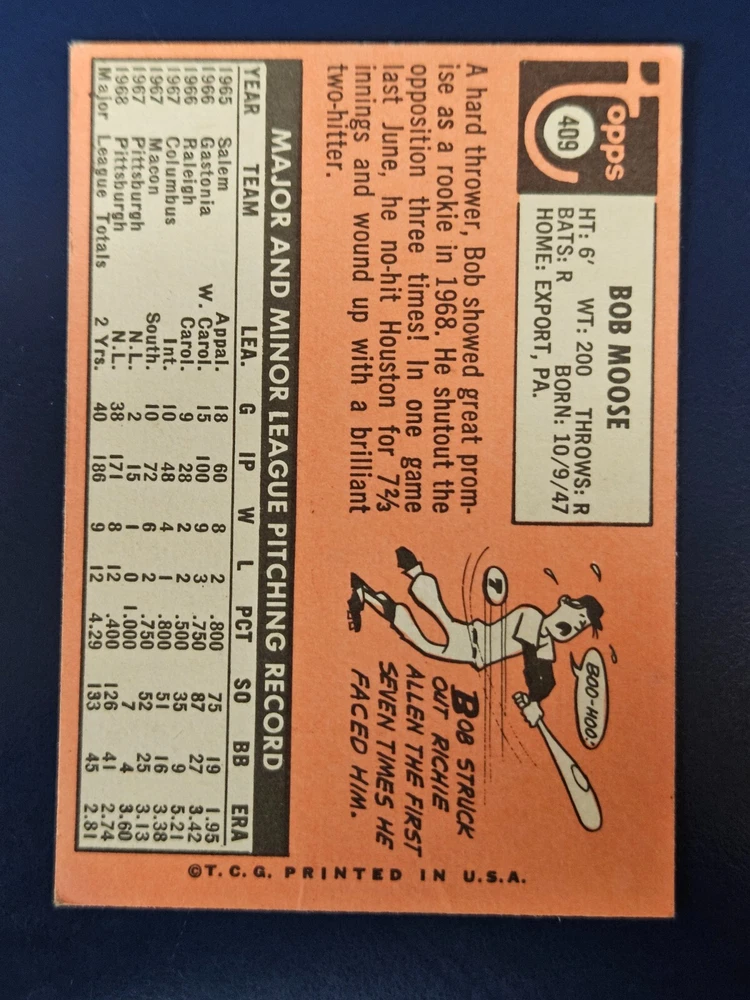 Topps
409
BOB MOOSE
HT: 6' WT: 200 THROWS: R
BATS: R BORN: 10/9/47
HOME: EXPORT, PA.
A hard thrower, Bob showed great prom-
ise as a rookie in 1968. He shutout the
opposition three times! In one game
last June, he no-hit Houston for 7⅔
innings and wound up with a brilliant
two-hitter.
BOO-HOO!
7
BOB STRUCK
OUT RICHIE
ALLEN THE FIRST
SEVEN TIMES HE
FACED HIM.
MAJOR AND MINOR LEAGUE PITCHING RECORD
YEAR TEAM LEA. G IP W L PCT SO BB ERA
1965 Salem Appal. 18 60 8 2 .800 75 19 1.95
1966 Gastonia W. Carol. 15 100 9 3 .750 87 27 3.42
1966 Raleigh Carol. 9 28 2 2 .500 35 9 5.21
1967 Columbus Int. 10 48 4 1 .800 51 16 3.38
1967 Macon South. 10 72 6 2 .750 52 25 3.13
1967 Pittsburgh N.L. 2 15 1 0 1.000 7 4 3.60
1968 Pittsburgh N.L. 38 171 8 12 .400 126 41 2.74
Major League Totals 2 Yrs. 40 186 9 12 4.29 133 45 2.81
©T.C.G. PRINTED IN U.S.A.